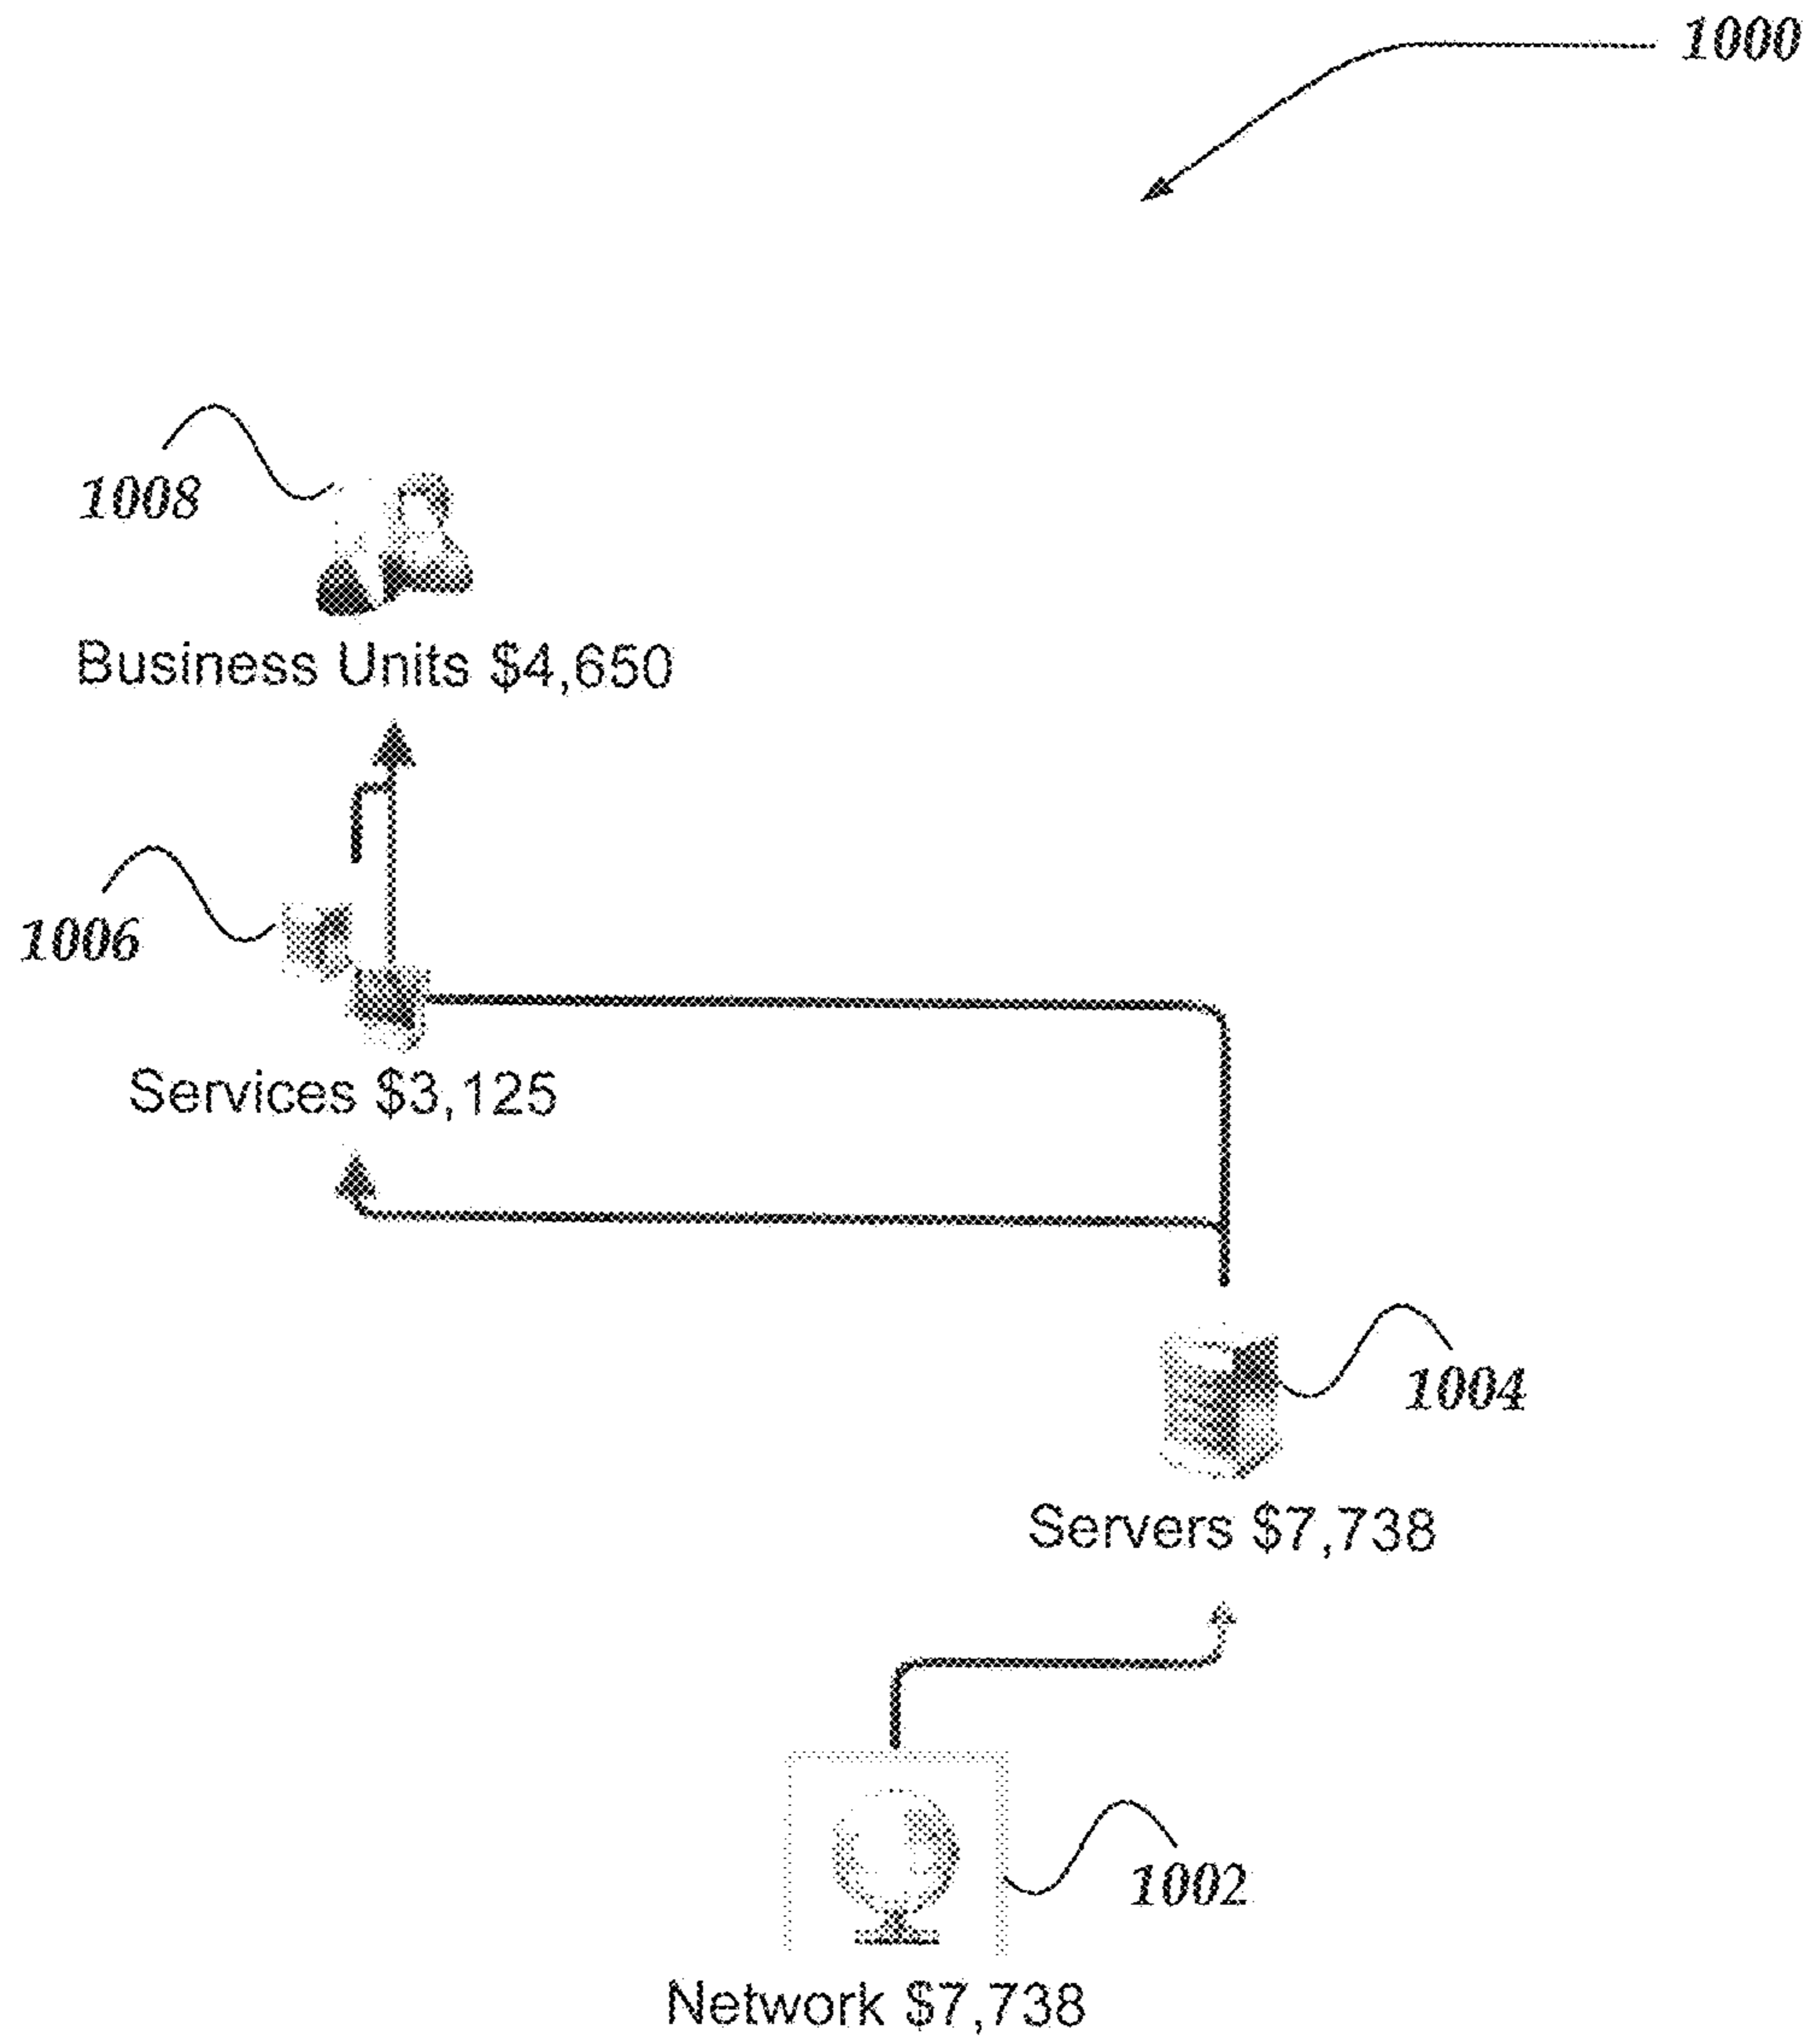 1000
1008
Business Units $4,650
1006
Services $3,125
1004
Servers $7,738
1002
Network $7,738